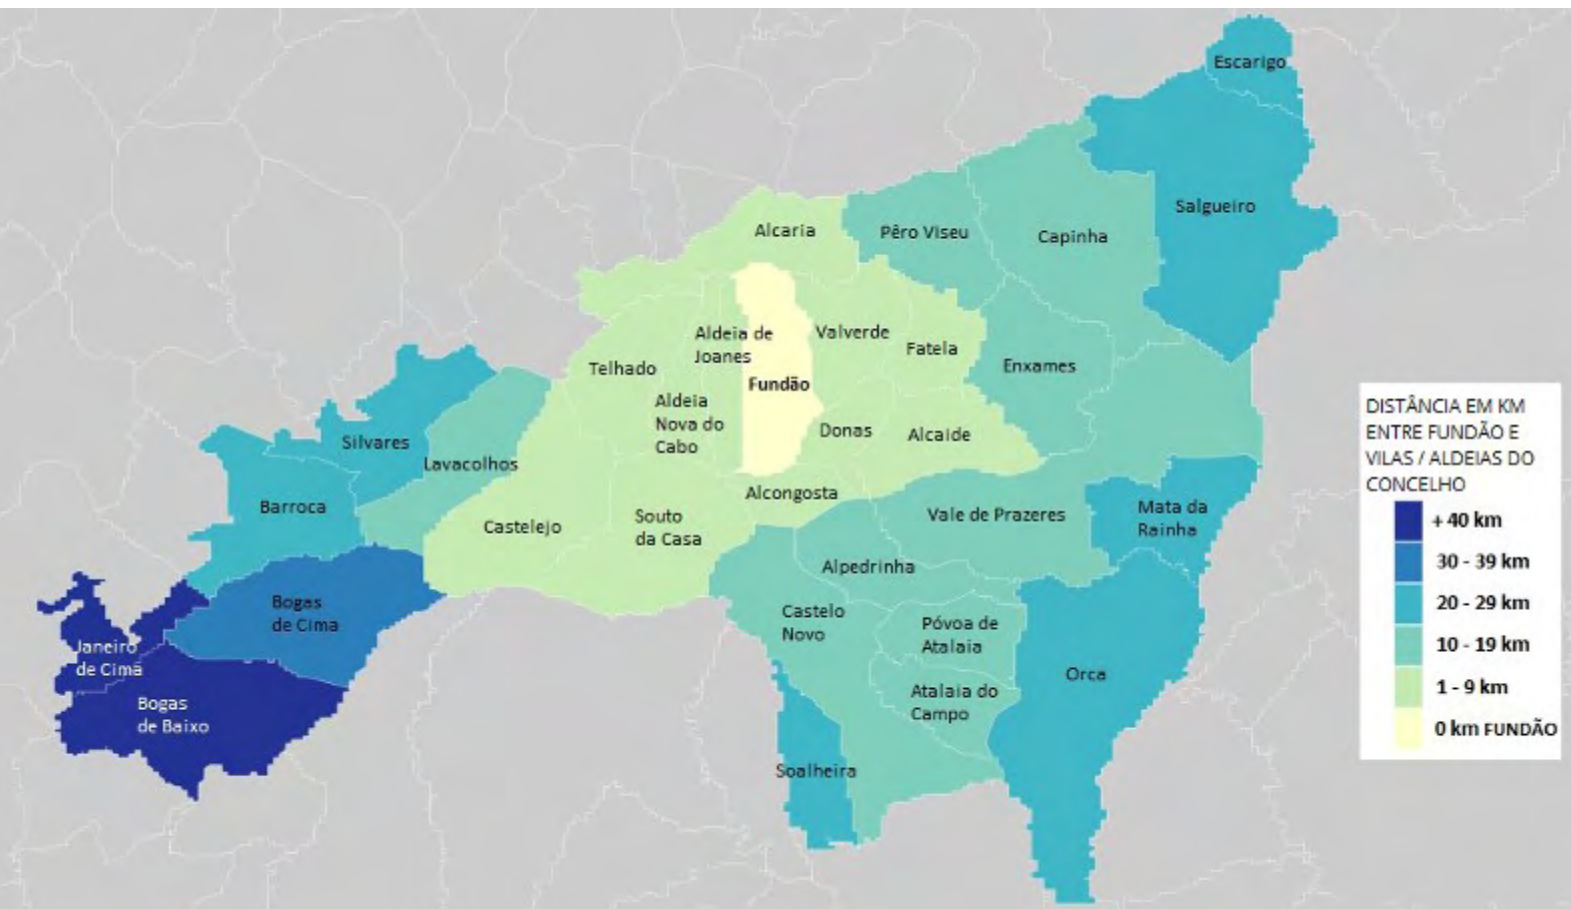 Escarigo
Salgueiro
Alcaria
Pêro Viseu
Capinha
Aldeia de
Joanes
Valverde
Fatela
Telhado
Fundão
Enxames
Aldeia
Nova do
Cabo
Donas
Alcaide
Silvares
Lavacolhos
Alcongosta
Barroca
Castelejo
Souto
da Casa
Vale de Prazeres
Mata da
Rainha
Alpedrinha
Bogas
de Cima
Castelo
Novo
Póvoa de
Atalaia
Janeiro
de Cima
Orca
Atalaia do
Campo
Bogas
de Baixo
Soalheira
DISTÂNCIA EM KM
ENTRE FUNDÃO E
VILAS / ALDEIAS DO
CONCELHO
+ 40 km
30 - 39 km
20 - 29 km
10 - 19 km
1 - 9 km
0 km FUNDÃO